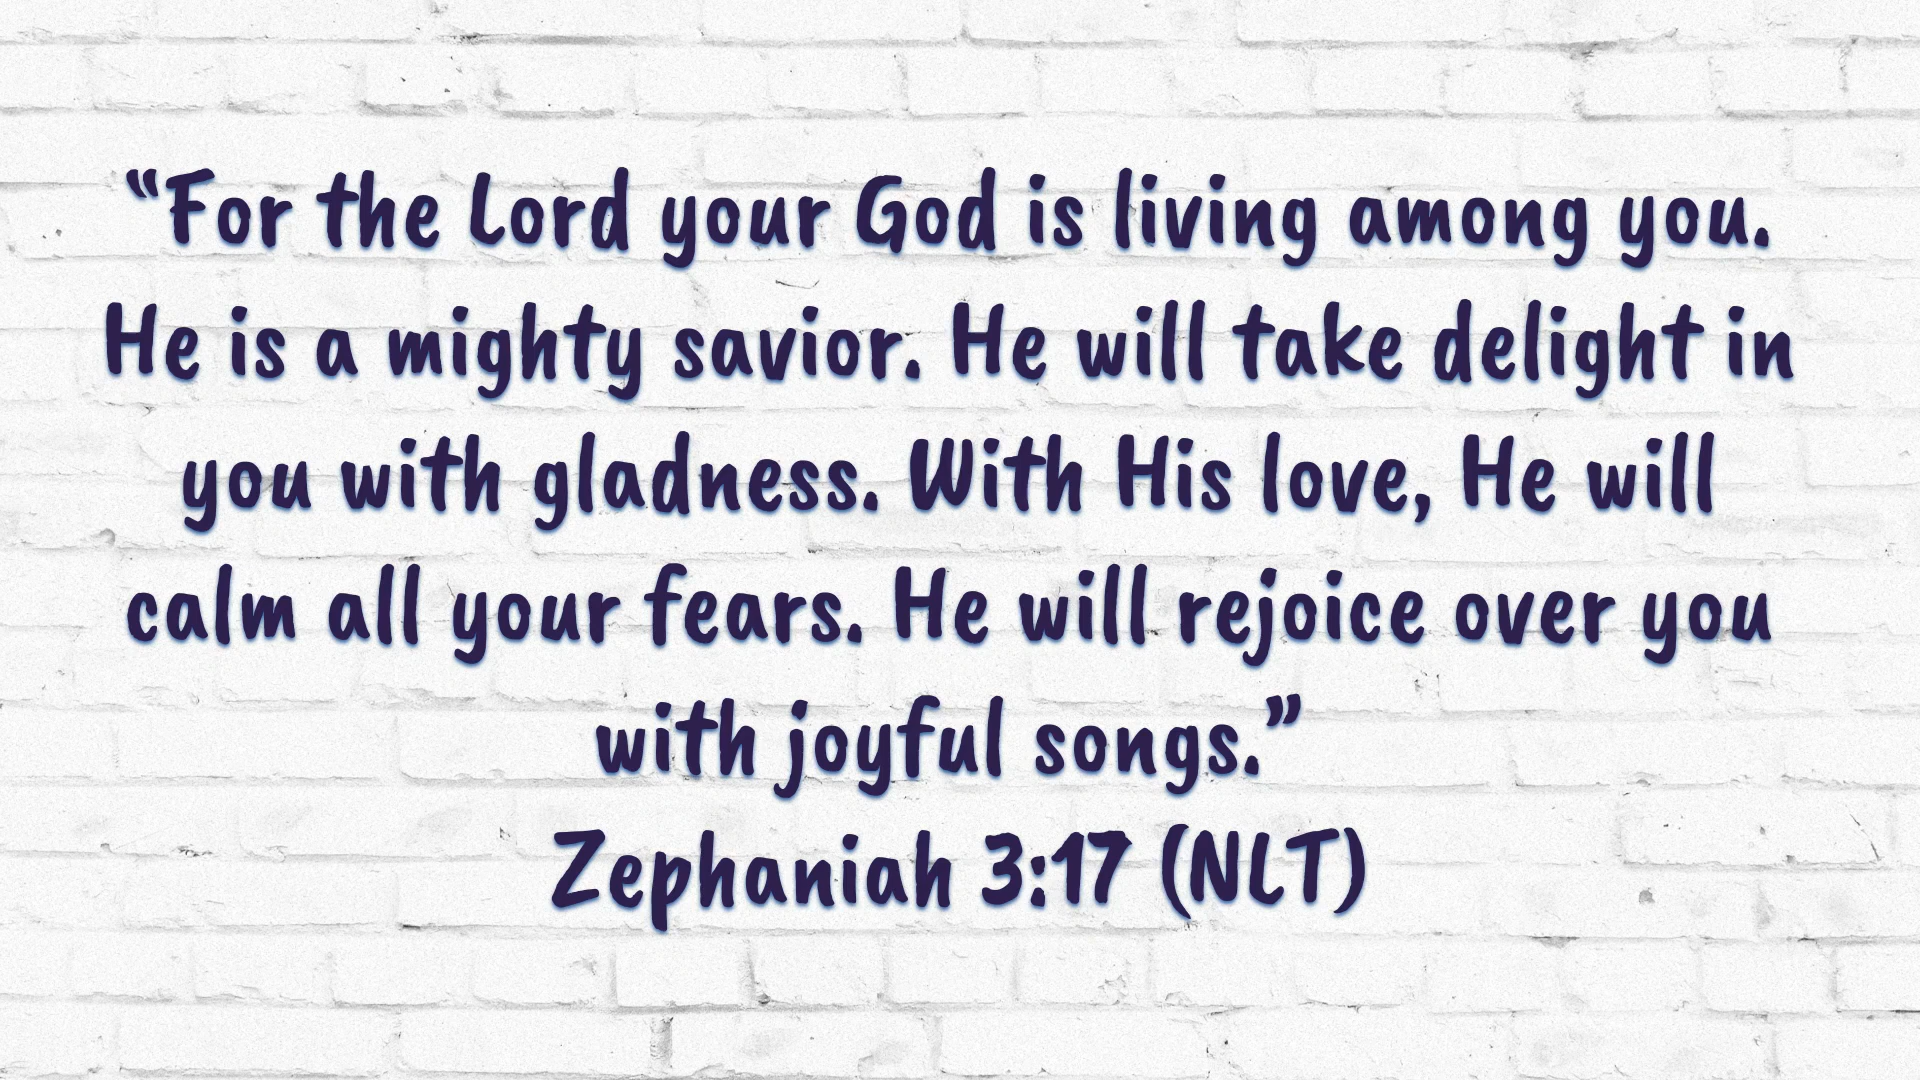 “For the Lord your God is living among you.
He is a mighty savior. He will take delight in
you with gladness. With His love, He will
calm all your fears. He will rejoice over you
with joyful songs.”
Zephaniah 3:17 (NLT)